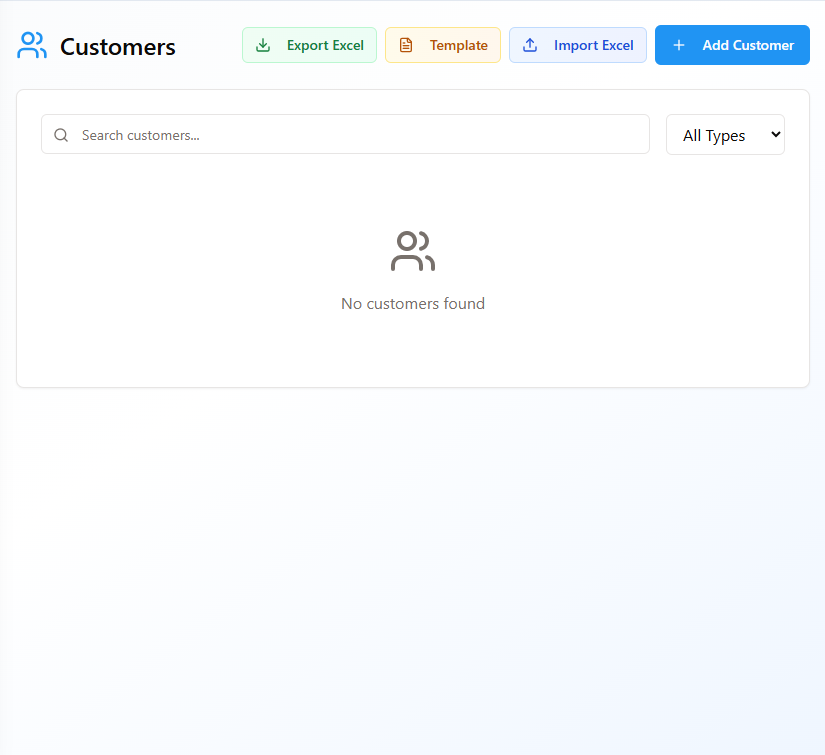 Customers
Export Excel
Template
Import Excel
Add Customer
Search customers...
All Types
No customers found